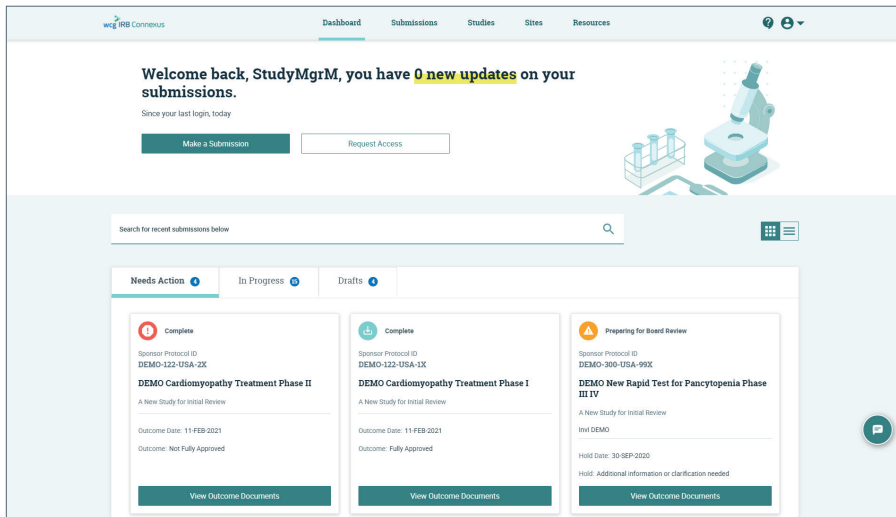 wcg IRB Connexus
Dashboard
Submissions
Studies
Sites
Resources
Welcome back, StudyMgrM, you have 0 new updates on your
submissions.
Since your last login, today
Make a Submission
Request Access
Search for recent submissions below
Needs Action 4
In Progress 15
Drafts 4
Complete
Sponsor Protocol ID
DEMO-122-USA-2X
DEMO Cardiomyopathy Treatment Phase II
A New Study for Initial Review
Outcome Date: 11-FEB-2021
Outcome: Not Fully Approved
View Outcome Documents
Complete
Sponsor Protocol ID
DEMO-122-USA-1X
DEMO Cardiomyopathy Treatment Phase I
A New Study for Initial Review
Outcome Date: 11-FEB-2021
Outcome: Fully Approved
View Outcome Documents
Preparing for Board Review
Sponsor Protocol ID
DEMO-300-USA-99X
DEMO New Rapid Test for Pancytopenia Phase
III IV
A New Study for Initial Review
Invl DEMO
Hold Date: 30-SEP-2020
Hold: Additional information or clarification needed
View Outcome Documents